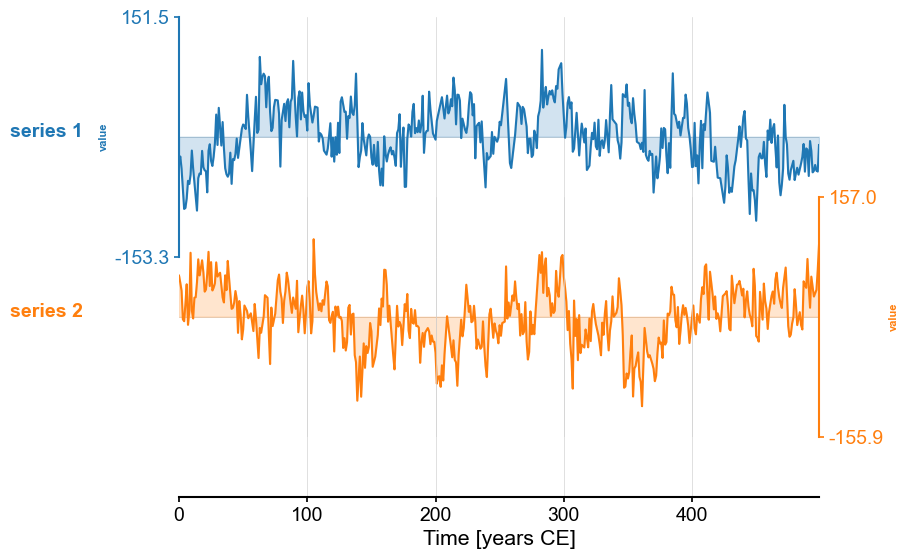 151.5
series 1
value
-153.3
157.0
series 2
value
-155.9
0 100 200 300 400
Time [years CE]